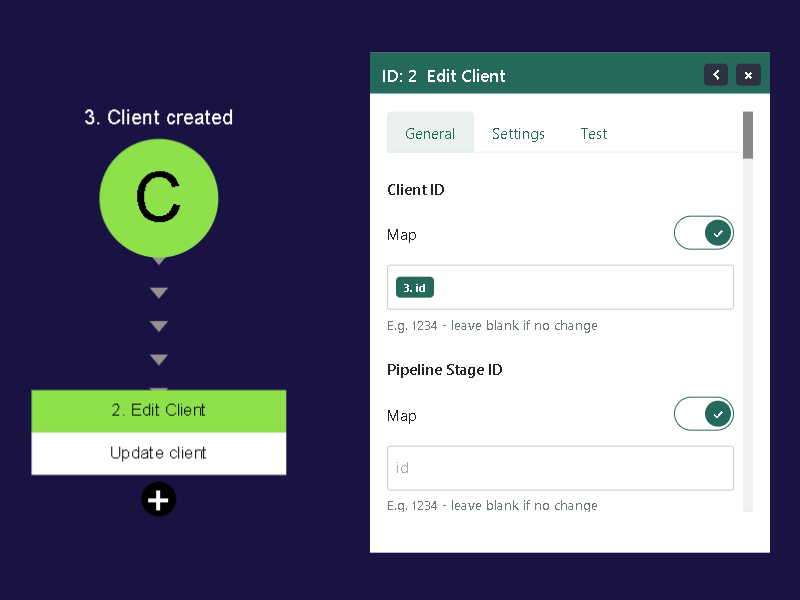 3. Client created
C
2. Edit Client
Update client
ID: 2 Edit Client
General Settings Test
Client ID
Map
3. id
E.g. 1234 - leave blank if no change
Pipeline Stage ID
Map
id
E.g. 1234 - leave blank if no change